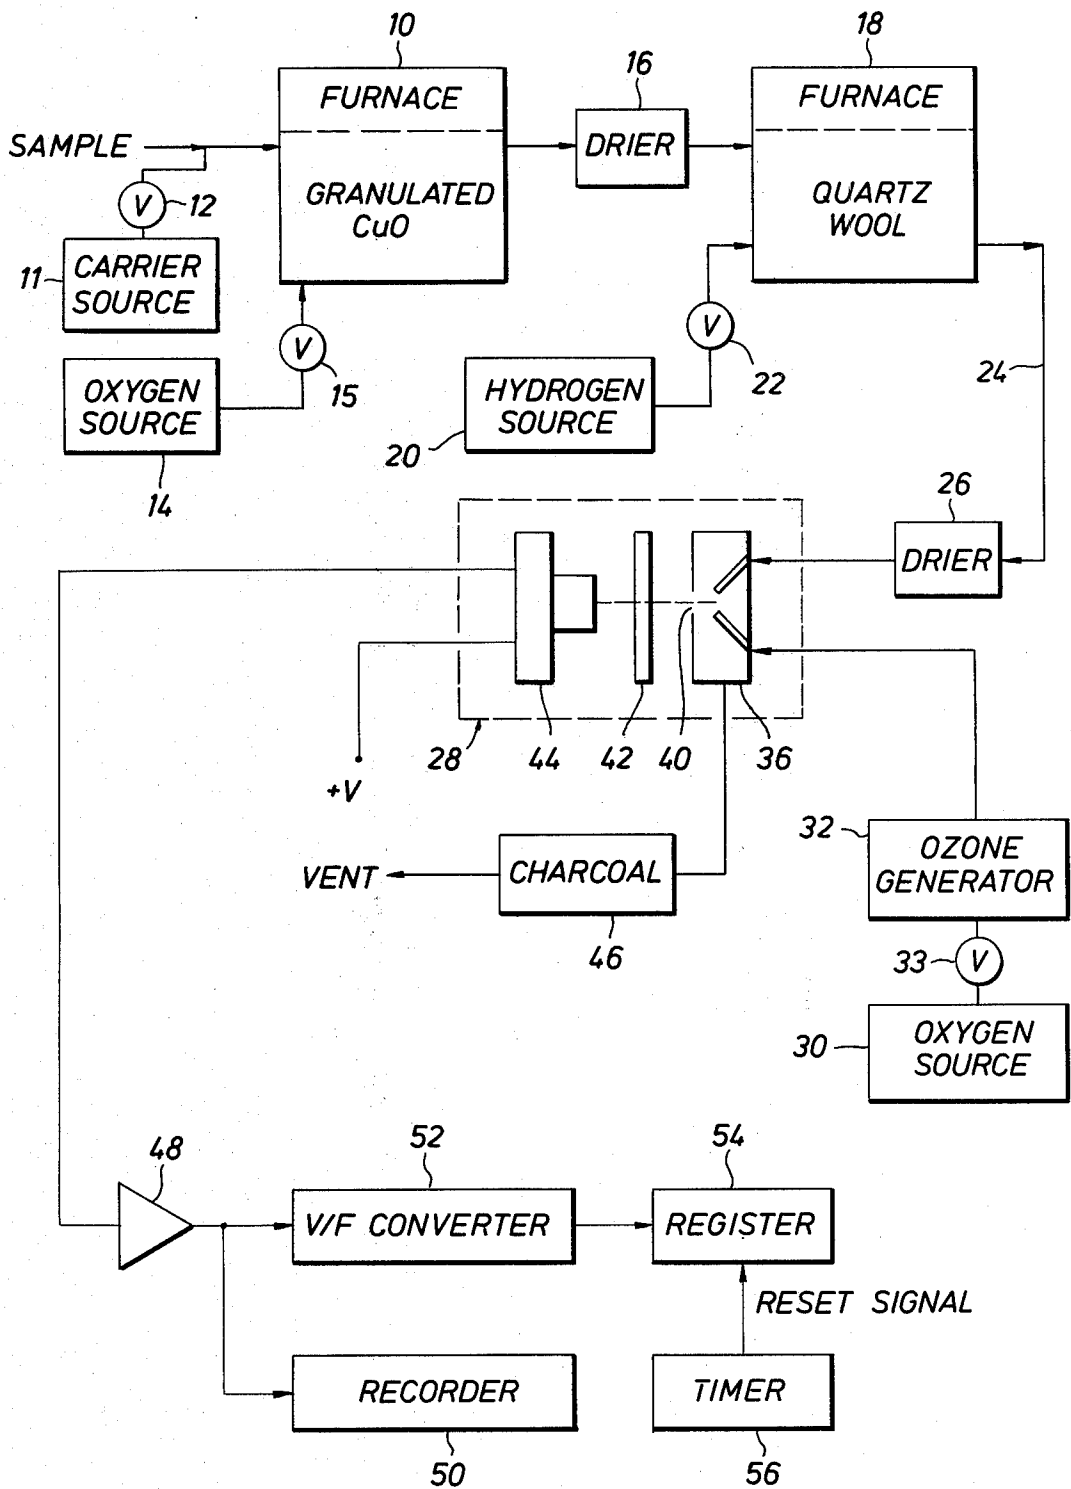 10
18
16
FURNACE
FURNACE
SAMPLE
DRIER
GRANULATED
CuO
QUARTZ
WOOL
V
12
11
CARRIER
SOURCE
V
15
V
22
24
OXYGEN
SOURCE
14
HYDROGEN
SOURCE
20
26
DRIER
28
44
42
40
36
+V
32
OZONE
GENERATOR
VENT
CHARCOAL
46
33
V
30
OXYGEN
SOURCE
48
52
54
V/F CONVERTER
REGISTER
RESET SIGNAL
RECORDER
TIMER
50
56